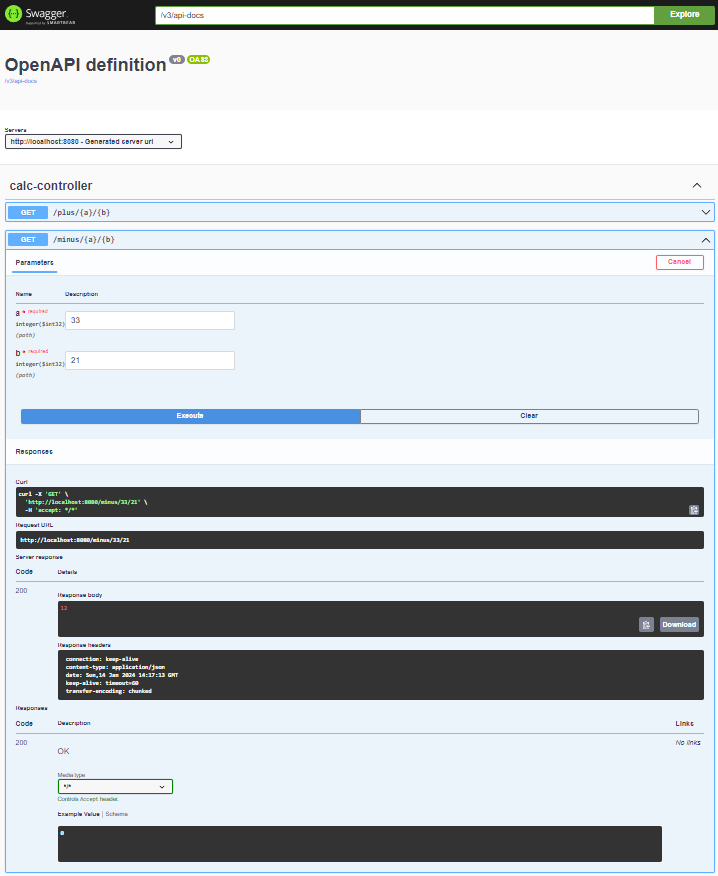 Swagger.
Supported by SMARTBEAR
/v3/api-docs
Explore
OpenAPI definition v0 OAS3
/v3/api-docs
Servers
http://localhost:8080 - Generated server url
calc-controller
GET /plus/{a}/{b}
GET /minus/{a}/{b}
Parameters
Cancel
Name Description
a * required
integer($int32)
(path)
33
b * required
integer($int32)
(path)
21
Execute
Clear
Responses
Curl
curl -X 'GET' \
'http://localhost:8080/minus/33/21' \
-H 'accept: */*'
Request URL
http://localhost:8080/minus/33/21
Server response
Code Details
200
Response body
12
Download
Response headers
connection: keep-alive
content-type: application/json
date: Sun,14 Jan 2024 14:17:13 GMT
keep-alive: timeout=60
transfer-encoding: chunked
Responses
Code Description Links
200
OK
No links
Media type
*/*
Controls Accept header.
Example Value | Schema
0